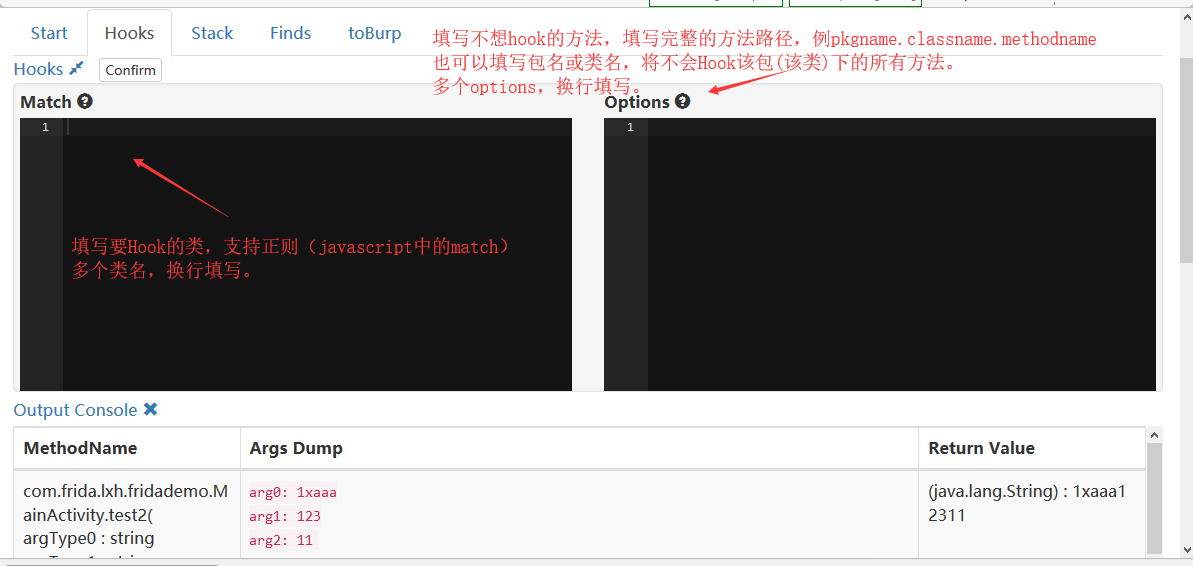 Start
Hooks
Stack
Finds
toBurp
填写不想hook的方法，填写完整的方法路径，例pkgname.classname.methodname
也可以填写包名或类名，将不会Hook该包(该类)下的所有方法。
多个options，换行填写。
Hooks
Confirm
Match
Options
1
1
填写要Hook的类，支持正则（javascript中的match）
多个类名，换行填写。
Output Console
MethodName
Args Dump
Return Value
com.frida.lxh.fridademo.M
ainActivity.test2(
argType0 : string
arg0: 1xaaa
arg1: 123
arg2: 11
(java.lang.String) : 1xaaa1
2311